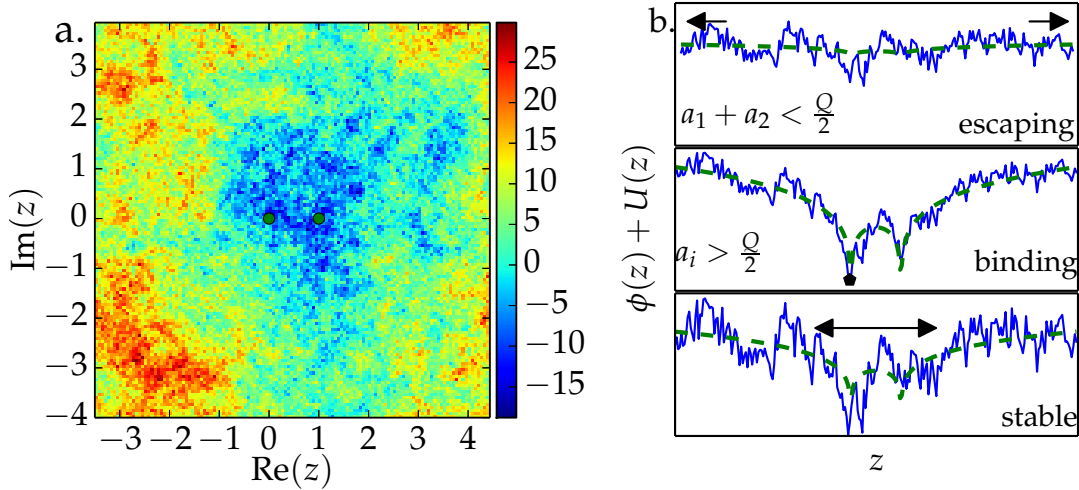 a.
3
2
1
0
−1
−2
−3
−4
Im(z)
−3 −2 −1 0 1 2 3 4
Re(z)
25
20
15
10
5
0
−5
−10
−15
b.
ϕ(z) + U(z)
a₁ + a₂ < Q/2
escaping
aᵢ > Q/2
binding
stable
z